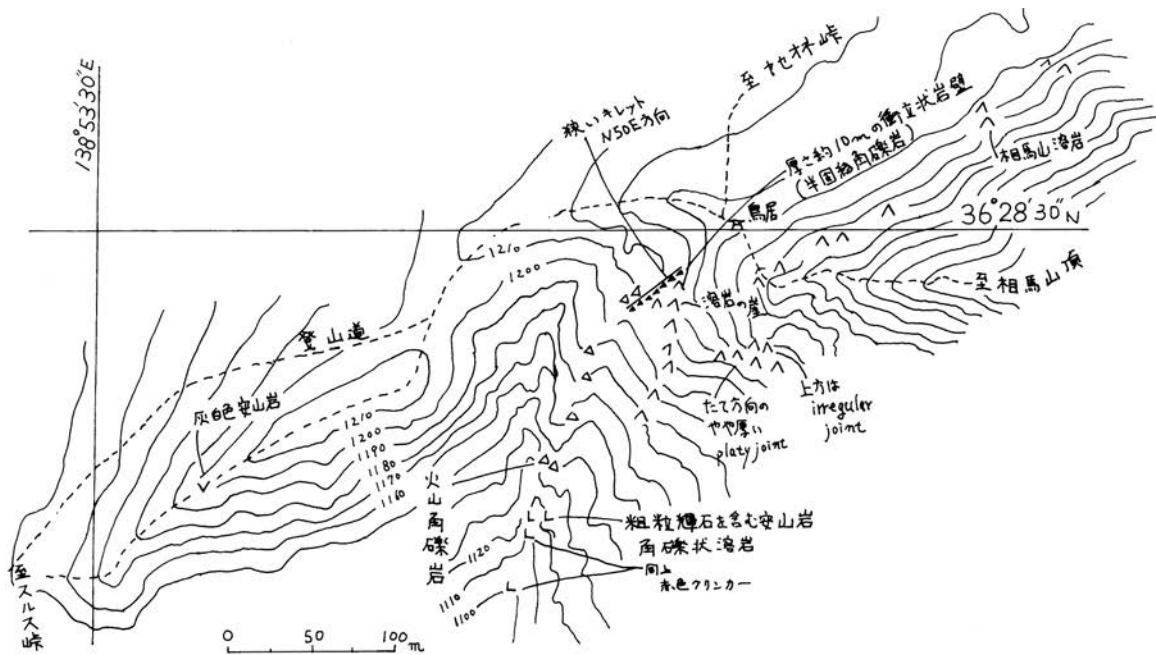 138°53′30″E
至ヤセオネ峠
狭いキレット
N50E方向
厚さ約10mの衝立状岩壁
(半固結角礫岩)
相馬山溶岩
鳥居
36°28′30″N
1210
1200
至相馬山頂
溶岩の崖
登山道
灰白色安山岩
上方は
irregular
joint
たて方向の
やや厚い
platy joint
1210
1200
1190
1180
1170
1160
火山角礫岩
粗粒輝石を含む安山岩
角礫状溶岩
1120
同上
赤色クリンカー
1110
1100
至スルス峠
0 50 100m